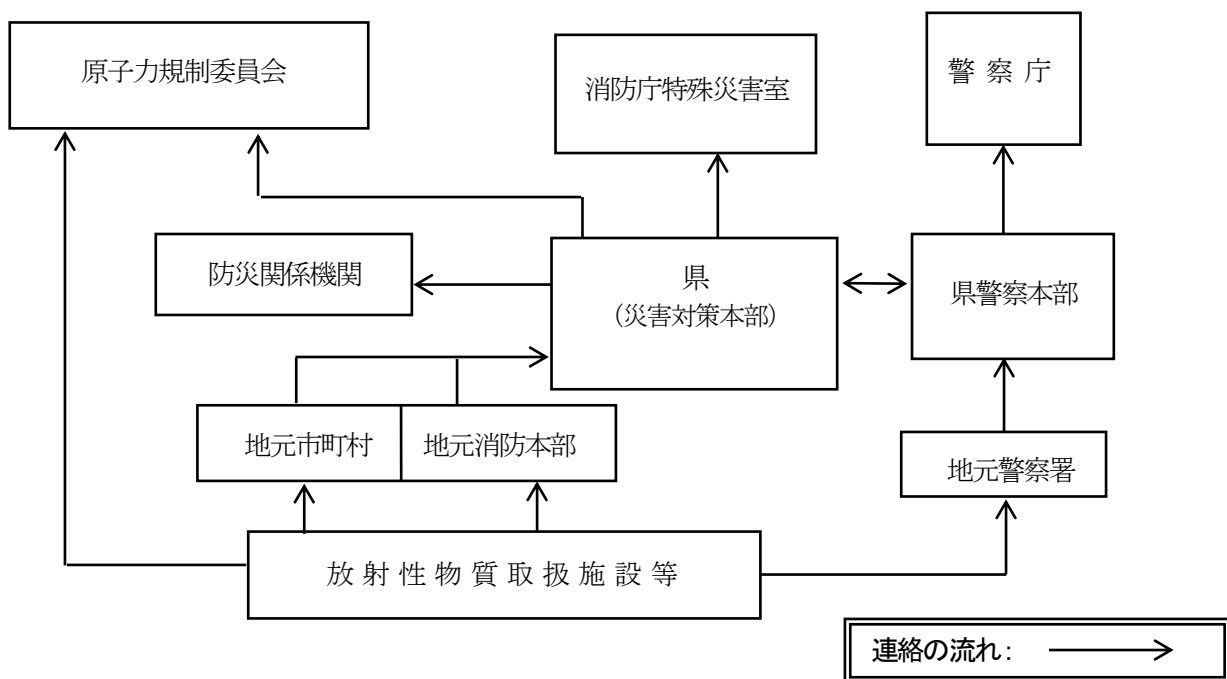 原子力規制委員会
消防庁特殊災害室
警察庁
防災関係機関
県
（災害対策本部）
県警察本部
地元市町村
地元消防本部
地元警察署
放射性物質取扱施設等
連絡の流れ：